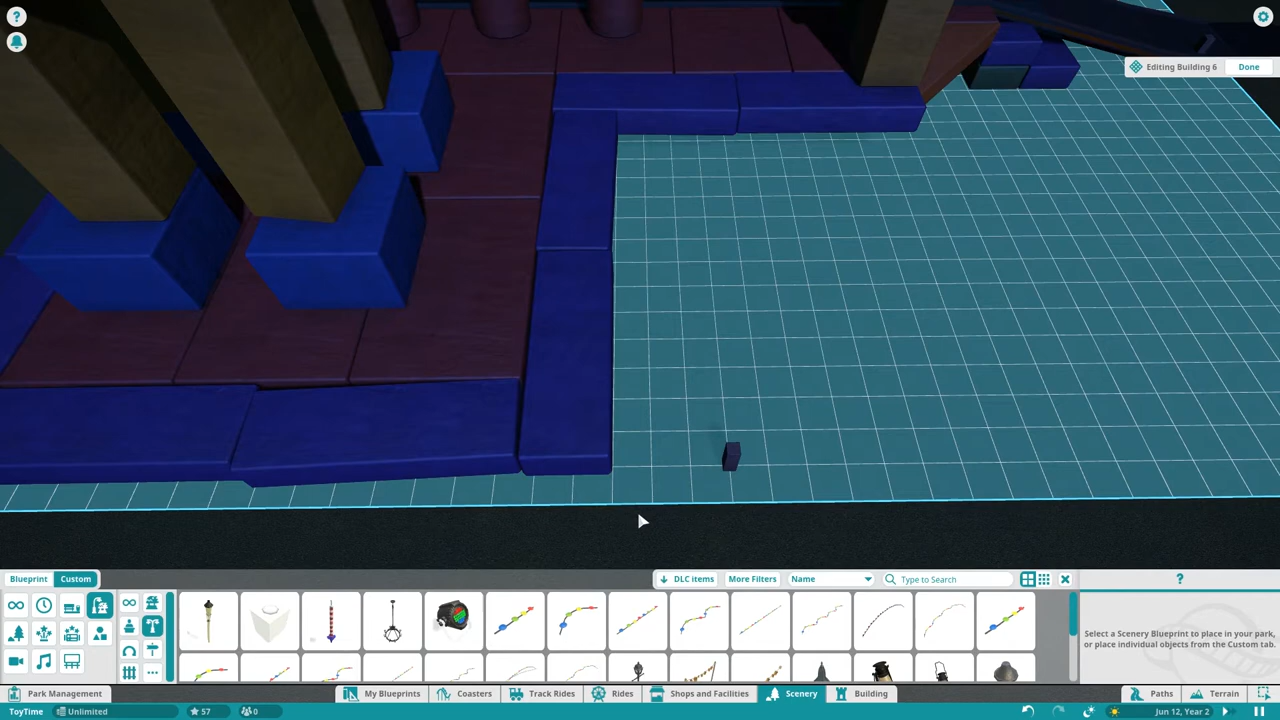 ?
Editing Building 6
Done
Blueprint
Custom
DLC items
More Filters
Name
Type to Search
?
Select a Scenery Blueprint to place in your park,
or place individual objects from the Custom tab.
Park Management
My Blueprints
Coasters
Track Rides
Rides
Shops and Facilities
Scenery
Building
Paths
Terrain
ToyTime
Unlimited
57
0
Jun 12, Year 2